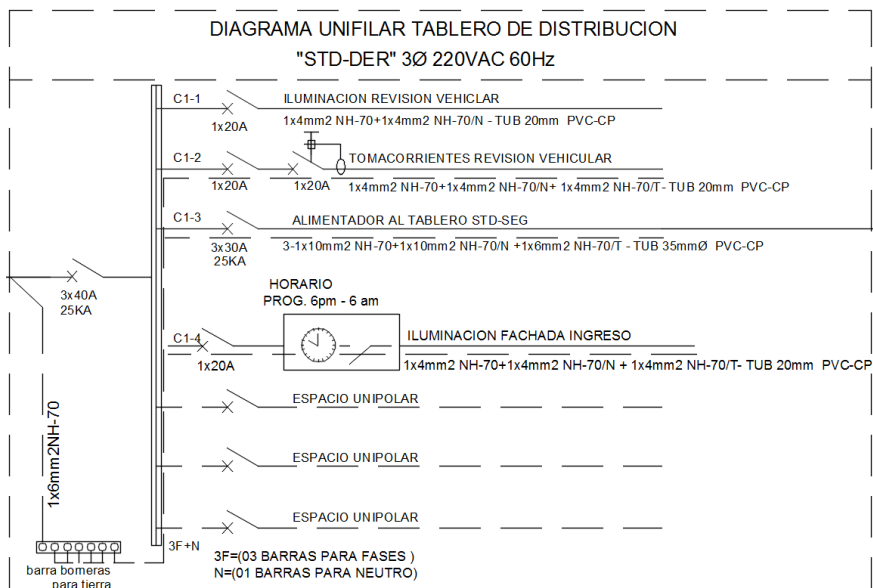 DIAGRAMA UNIFILAR TABLERO DE DISTRIBUCION
"STD-DER" 3Ø 220VAC 60Hz
C1-1
ILUMINACION REVISION VEHICLAR
1x20A
1x4mm2 NH-70+1x4mm2 NH-70/N - TUB 20mm PVC-CP
C1-2
TOMACORRIENTES REVISION VEHICULAR
1x20A
1x20A
1x4mm2 NH-70+1x4mm2 NH-70/N+ 1x4mm2 NH-70/T- TUB 20mm PVC-CP
C1-3
ALIMENTADOR AL TABLERO STD-SEG
3x30A
25KA
3-1x10mm2 NH-70+1x10mm2 NH-70/N +1x6mm2 NH-70/T - TUB 35mmØ PVC-CP
3x40A
25KA
HORARIO
PROG. 6pm - 6 am
C1-4
ILUMINACION FACHADA INGRESO
1x20A
1x4mm2 NH-70+1x4mm2 NH-70/N + 1x4mm2 NH-70/T- TUB 20mm PVC-CP
ESPACIO UNIPOLAR
1x6mm2NH-70
ESPACIO UNIPOLAR
ESPACIO UNIPOLAR
3F+N
3F=(03 BARRAS PARA FASES )
N=(01 BARRAS PARA NEUTRO)
barra borneras
para tierra